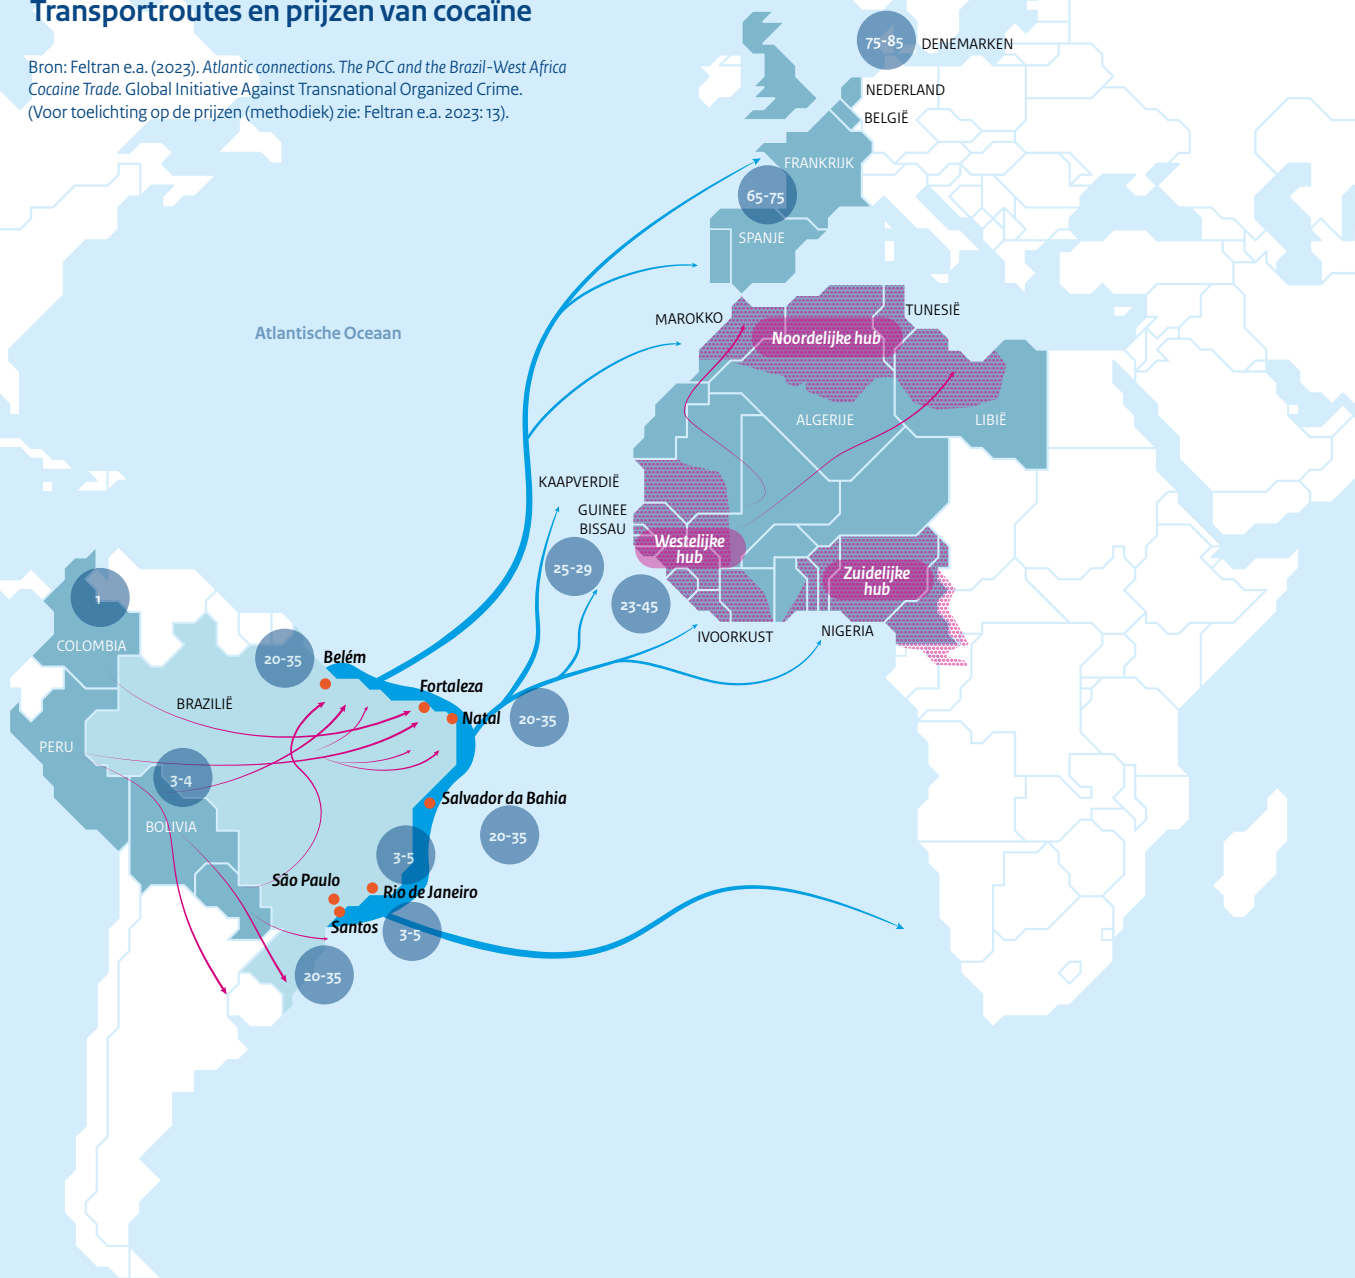 Transportroutes en prijzen van cocaïne
Bron: Feltran e.a. (2023). Atlantic connections. The PCC and the Brazil-West Africa
Cocaine Trade. Global Initiative Against Transnational Organized Crime.
(Voor toelichting op de prijzen (methodiek) zie: Feltran e.a. 2023: 13).
75-85
DENEMARKEN
NEDERLAND
BELGIË
FRANKRIJK
65-75
SPANJE
Atlantische Oceaan
MAROKKO
TUNESIË
Noordelijke hub
ALGERIJE
LIBIË
KAAPVERDIË
GUINEE
BISSAU
25-29
Westelijke
hub
Zuidelijke
hub
23-45
IVOORKUST
NIGERIA
1
COLOMBIA
20-35
Belém
Fortaleza
BRAZILIË
Natal
20-35
PERU
3-4
Salvador da Bahia
BOLIVIA
20-35
3-5
São Paulo
Rio de Janeiro
Santos
3-5
20-35